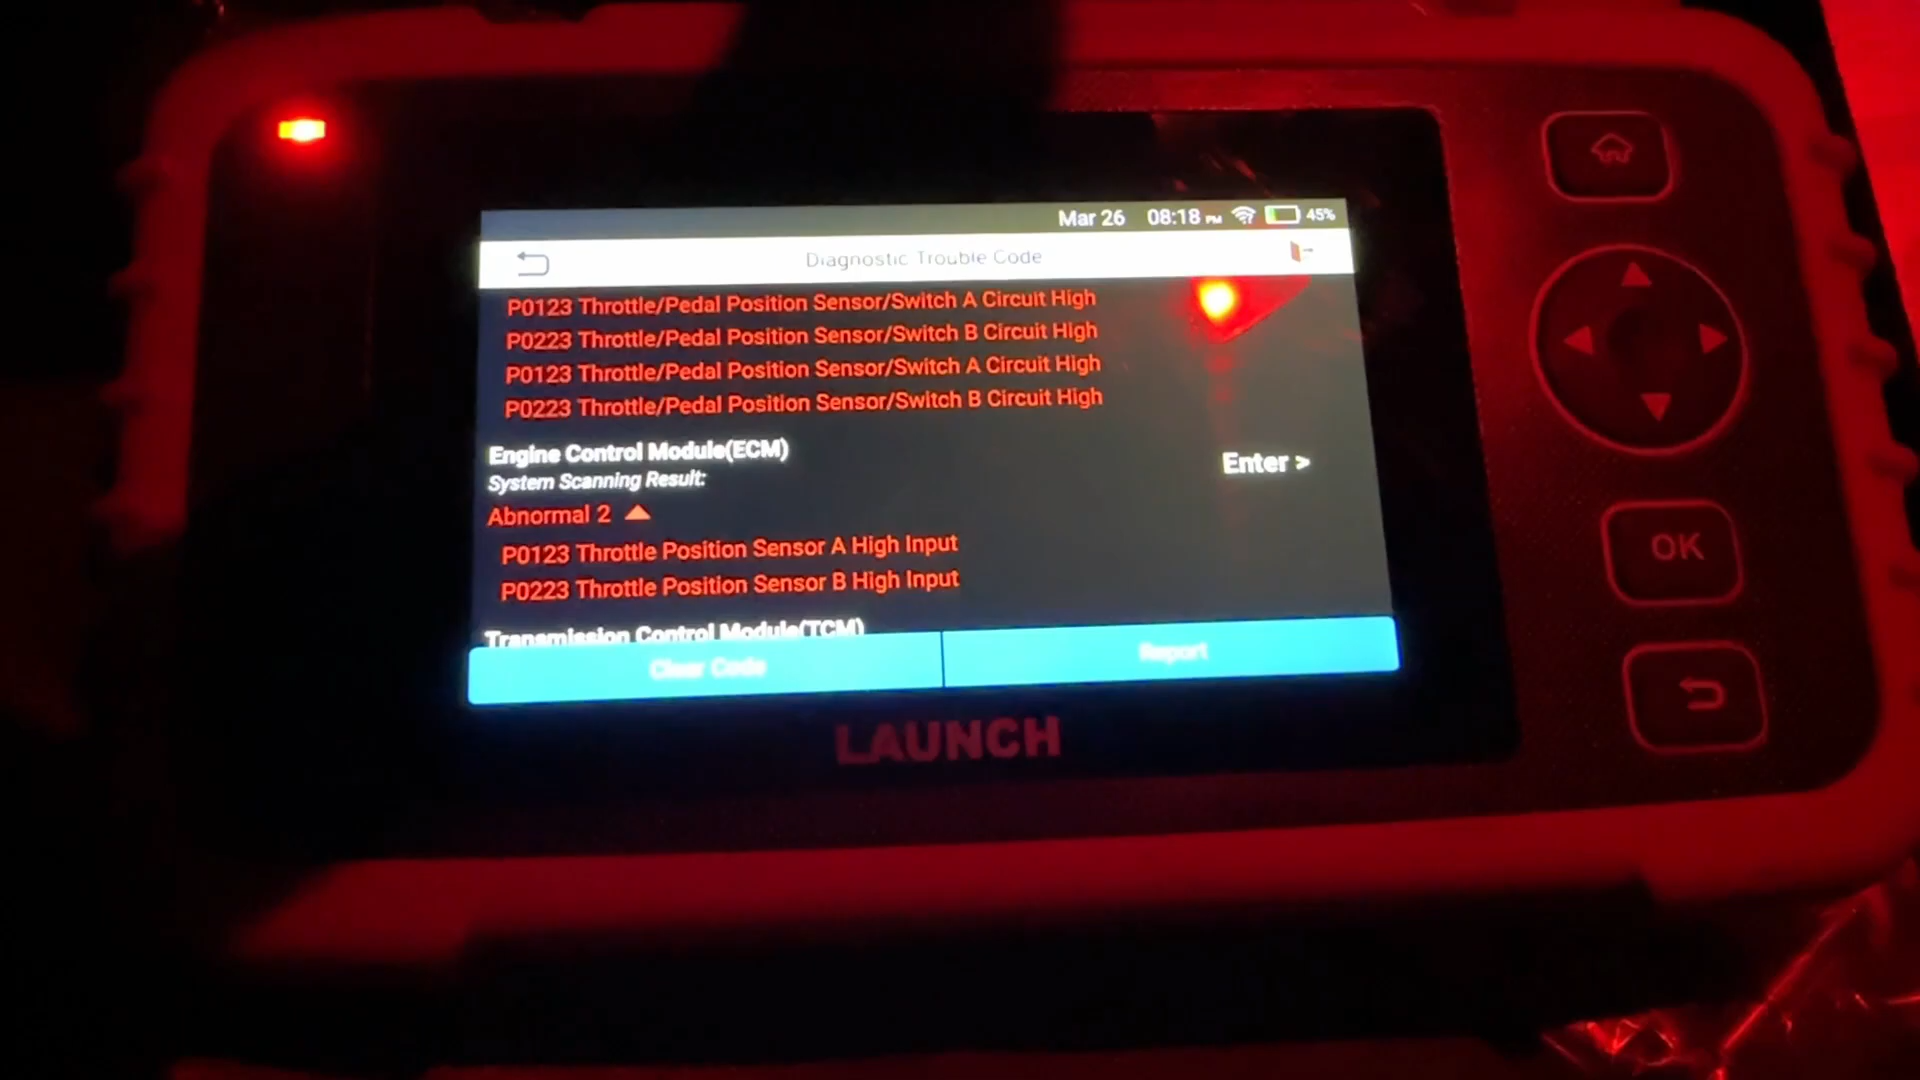 Mar 26 08:18 PM 45%
Diagnostic Trouble Code
P0123 Throttle/Pedal Position Sensor/Switch A Circuit High
P0223 Throttle/Pedal Position Sensor/Switch B Circuit High
P0123 Throttle/Pedal Position Sensor/Switch A Circuit High
P0223 Throttle/Pedal Position Sensor/Switch B Circuit High
Engine Control Module(ECM)
System Scanning Result:
Enter >
Abnormal 2
P0123 Throttle Position Sensor A High Input
P0223 Throttle Position Sensor B High Input
Transmission Control Module(TCM)
Clear Code
Report
LAUNCH
OK